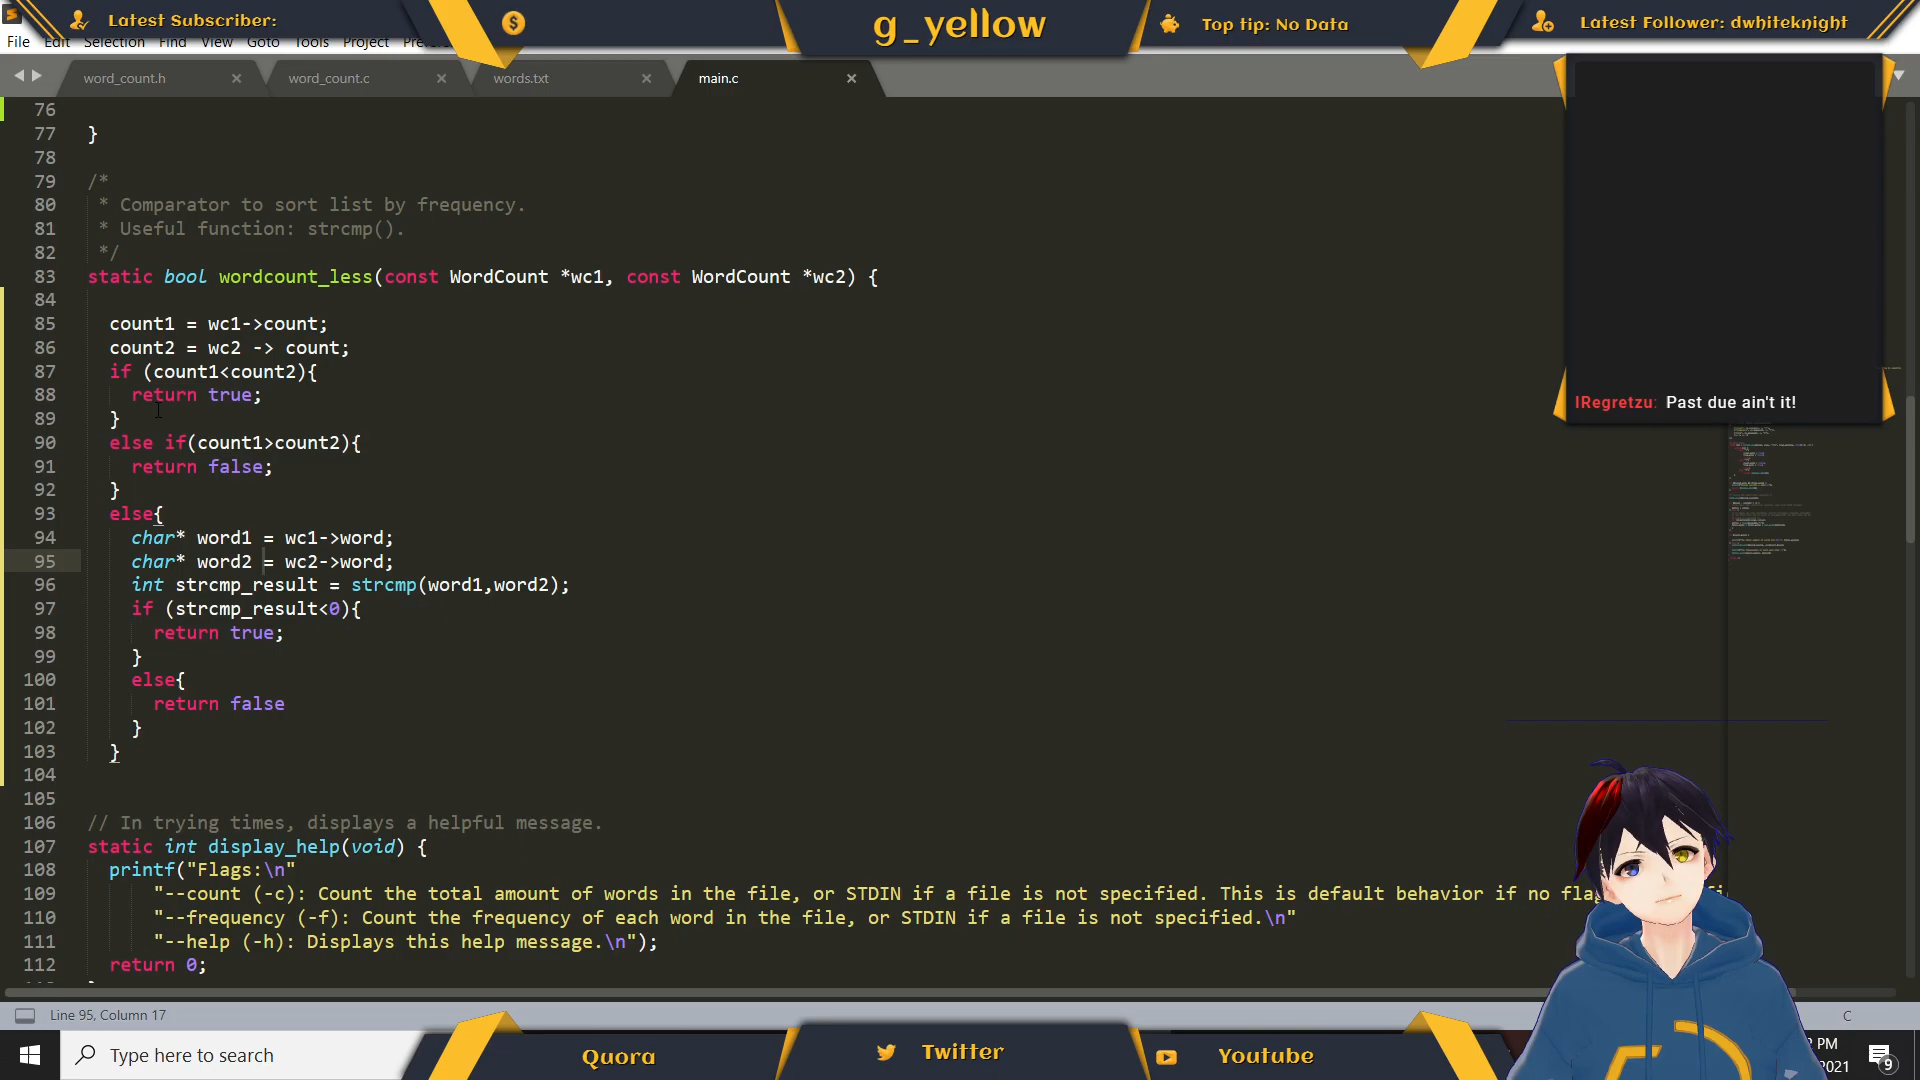 Latest Subscriber:
g_yellow
Top tip: No Data
Latest Follower: dwhiteknight
File Edit Selection Find View Goto Tools Project
word_count.h
word_count.c
words.txt
main.c
76
77 }
78
79 /*
80 * Comparator to sort list by frequency.
81 * Useful function: strcmp().
82 */
83 static bool wordcount_less(const WordCount *wc1, const WordCount *wc2) {
84
85 count1 = wc1->count;
86 count2 = wc2 -> count;
87 if (count1<count2){
88 return true;
89 }
90 else if(count1>count2){
91 return false;
92 }
93 else{
94 char* word1 = wc1->word;
95 char* word2 = wc2->word;
96 int strcmp_result = strcmp(word1,word2);
97 if (strcmp_result<0){
98 return true;
99 }
100 else{
101 return false
102 }
103 }
104
105
106 // In trying times, displays a helpful message.
107 static int display_help(void) {
108 printf("Flags:\n"
109 "--count (-c): Count the total amount of words in the file, or STDIN if a file is not specified. This is default behavior if no
110 "--frequency (-f): Count the frequency of each word in the file, or STDIN if a file is not specified.\n"
111 "--help (-h): Displays this help message.\n");
112 return 0;
IRegretzu: Past due ain't it!
Line 95, Column 17
C
Type here to search
Quora
Twitter
Youtube
PM
2021
9